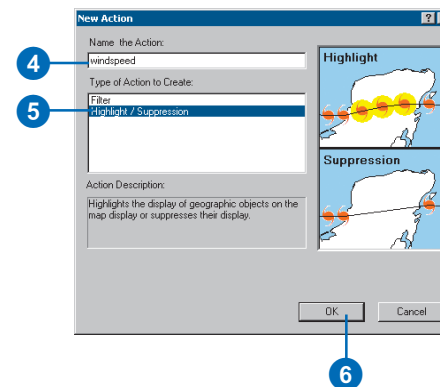 New Action
Name the Action:
4
windspeed
Type of Action to Create:
Filter
5
Highlight / Suppression
Action Description:
Highlights the display of geographic objects on the
map display or suppresses their display.
Highlight
Suppression
OK
Cancel
6